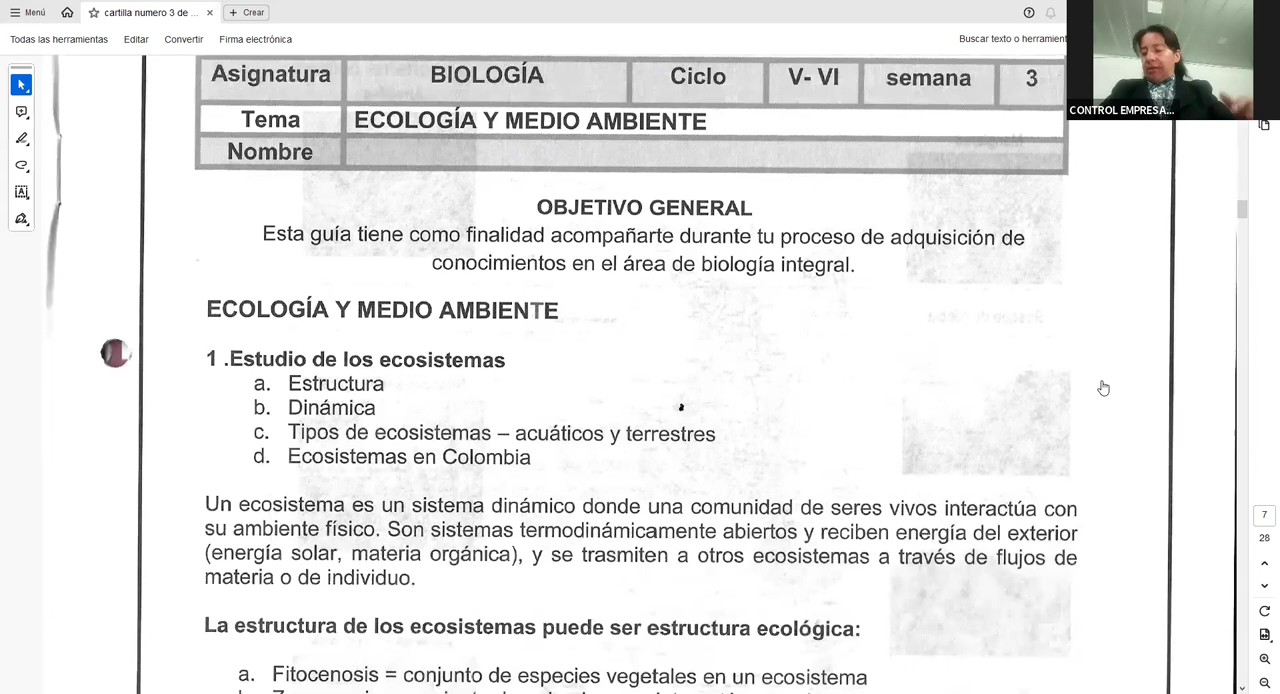 Menú
cartilla numero 3 de ...
Crear
Todas las herramientas
Editar
Convertir
Firma electrónica
Buscar texto o herramient
CONTROL EMPRESA...
Asignatura BIOLOGÍA Ciclo V- VI semana 3
Tema ECOLOGÍA Y MEDIO AMBIENTE
Nombre
OBJETIVO GENERAL
Esta guía tiene como finalidad acompañarte durante tu proceso de adquisición de
conocimientos en el área de biología integral.
ECOLOGÍA Y MEDIO AMBIENTE
1 .Estudio de los ecosistemas
a. Estructura
b. Dinámica
c. Tipos de ecosistemas – acuáticos y terrestres
d. Ecosistemas en Colombia
Un ecosistema es un sistema dinámico donde una comunidad de seres vivos interactúa con
su ambiente físico. Son sistemas termodinámicamente abiertos y reciben energía del exterior
(energía solar, materia orgánica), y se trasmiten a otros ecosistemas a través de flujos de
materia o de individuo.
La estructura de los ecosistemas puede ser estructura ecológica:
a. Fitocenosis = conjunto de especies vegetales en un ecosistema
7
28